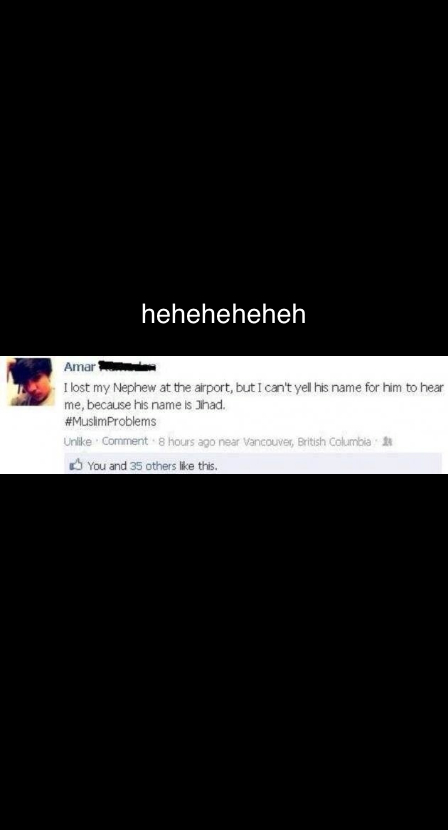 heheheheheh
Amar
I lost my Nephew at the airport, but I can't yell his name for him to hear
me, because his name is Jihad.
#MuslimProblems
Unlike · Comment · 8 hours ago near Vancouver, British Columbia ·
You and 35 others like this.